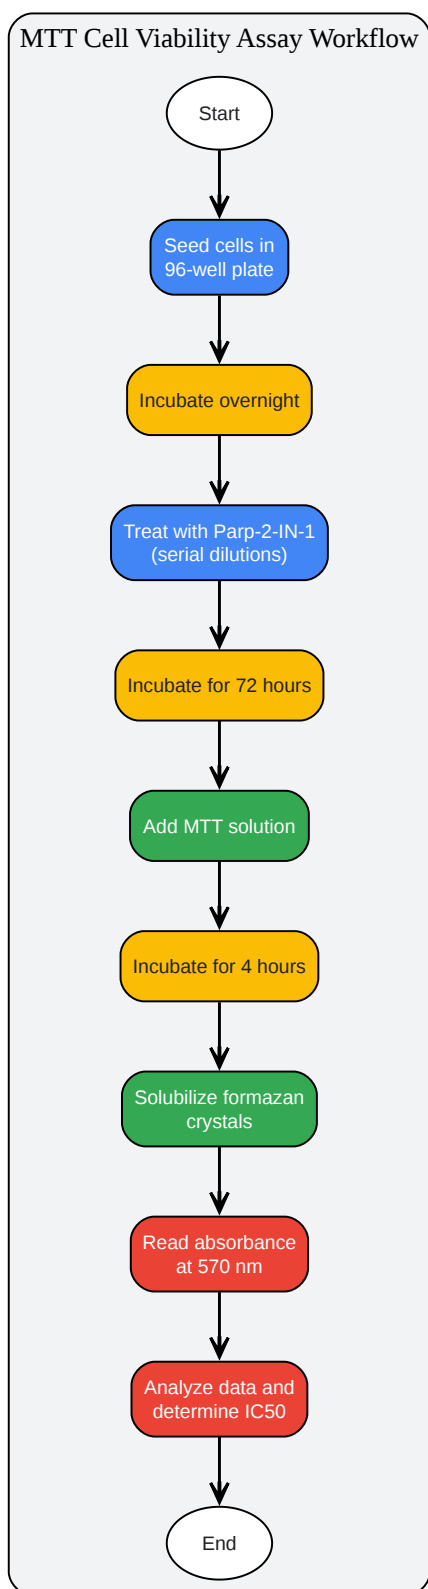 MTT Cell Viability Assay Workflow
Start
Seed cells in
96-well plate
Incubate overnight
Treat with Parp-2-IN-1
(serial dilutions)
Incubate for 72 hours
Add MTT solution
Incubate for 4 hours
Solubilize formazan
crystals
Read absorbance
at 570 nm
Analyze data and
determine IC50
End